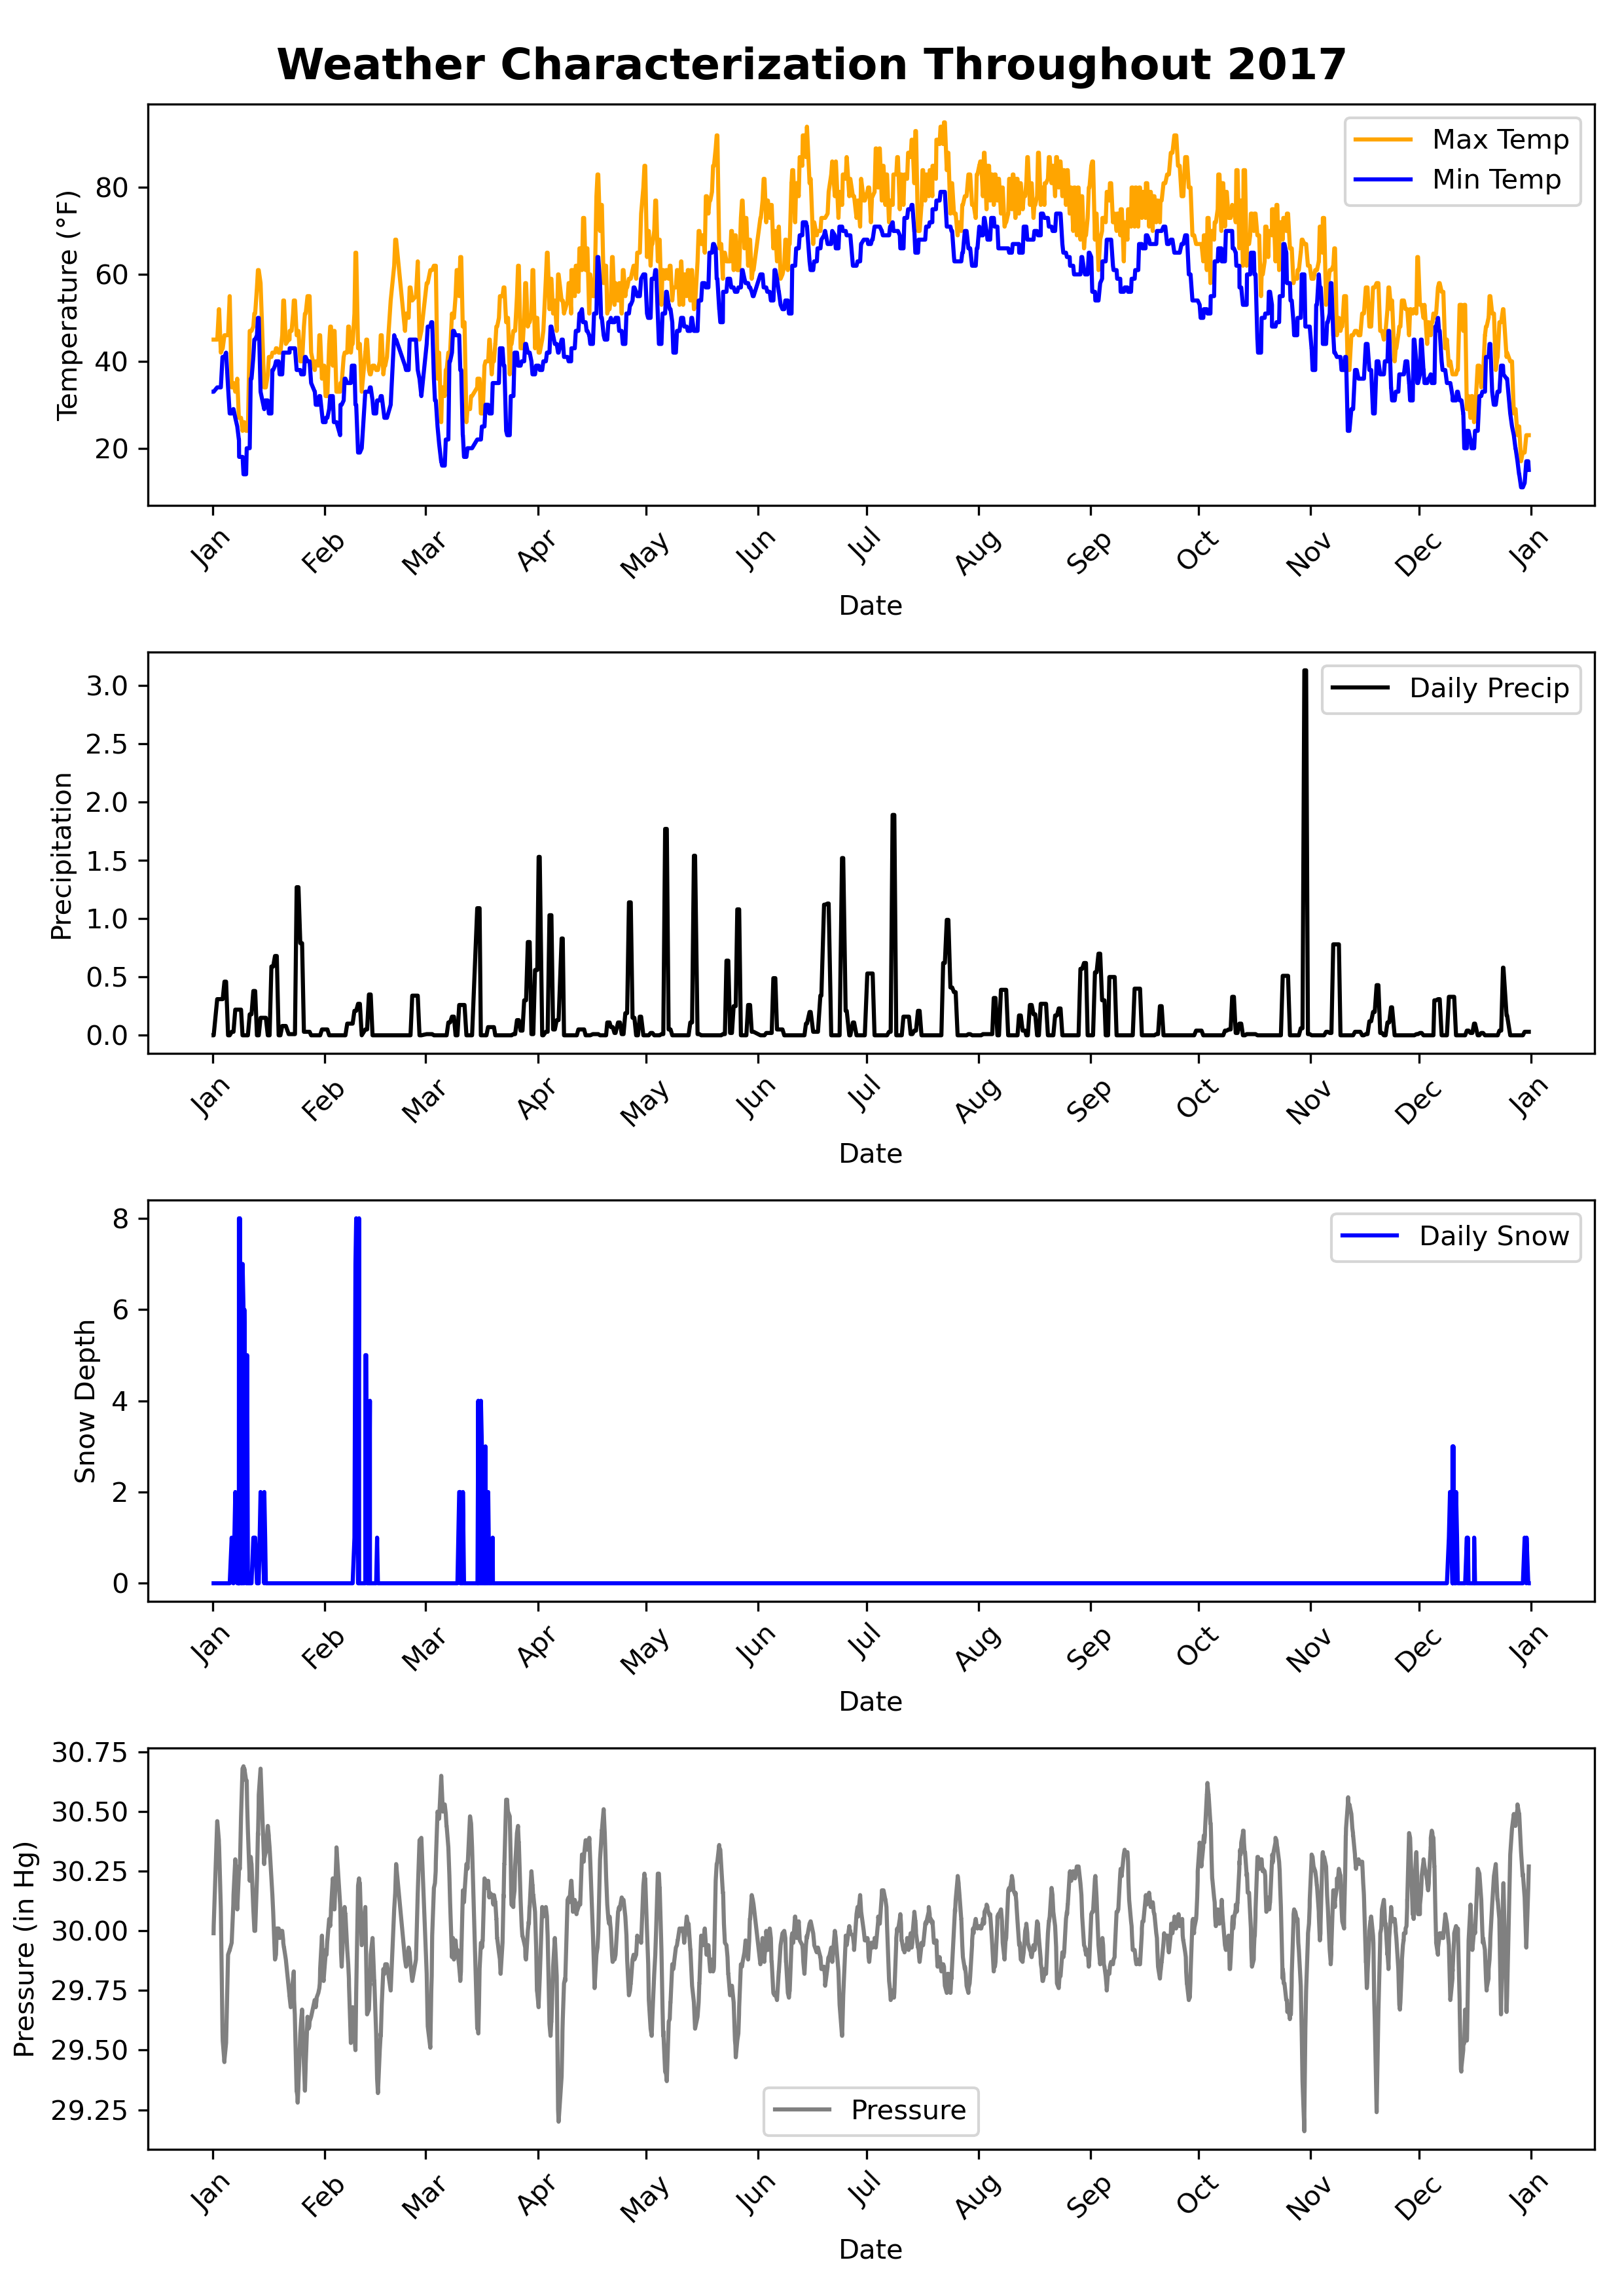 Weather Characterization Throughout 2017
Temperature (°F)
80
60
40
20
Max Temp
Min Temp
Jan Feb Mar Apr May Jun Jul Aug Sep Oct Nov Dec Jan
Date
Precipitation
3.0
2.5
2.0
1.5
1.0
0.5
0.0
Daily Precip
Jan Feb Mar Apr May Jun Jul Aug Sep Oct Nov Dec Jan
Date
Snow Depth
8
6
4
2
0
Daily Snow
Jan Feb Mar Apr May Jun Jul Aug Sep Oct Nov Dec Jan
Date
Pressure (in Hg)
30.75
30.50
30.25
30.00
29.75
29.50
29.25
Pressure
Jan Feb Mar Apr May Jun Jul Aug Sep Oct Nov Dec Jan
Date